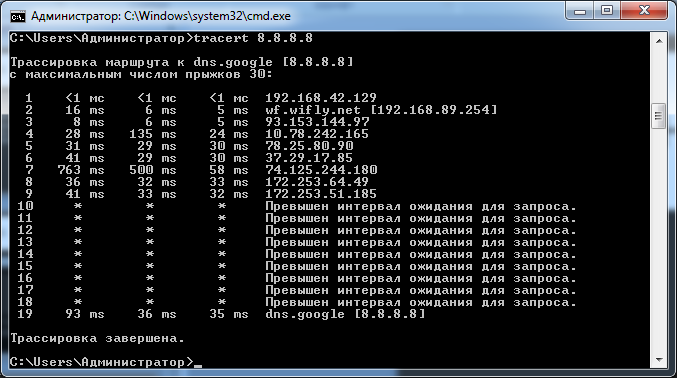 Администратор: C:\Windows\system32\cmd.exe
C:\Users\Администратор>tracert 8.8.8.8
Трассировка маршрута к dns.google [8.8.8.8]
с максимальным числом прыжков 30:
1 <1 мс <1 мс <1 мс 192.168.42.129
2 16 ms 6 ms 5 ms wf.wifly.net [192.168.89.254]
3 8 ms 6 ms 5 ms 93.153.144.97
4 28 ms 135 ms 24 ms 10.78.242.165
5 31 ms 29 ms 30 ms 78.25.80.90
6 41 ms 29 ms 30 ms 37.29.17.85
7 763 ms 500 ms 58 ms 74.125.244.180
8 36 ms 32 ms 33 ms 172.253.64.49
9 41 ms 33 ms 32 ms 172.253.51.185
10 * * * Превышен интервал ожидания для запроса.
11 * * * Превышен интервал ожидания для запроса.
12 * * * Превышен интервал ожидания для запроса.
13 * * * Превышен интервал ожидания для запроса.
14 * * * Превышен интервал ожидания для запроса.
15 * * * Превышен интервал ожидания для запроса.
16 * * * Превышен интервал ожидания для запроса.
17 * * * Превышен интервал ожидания для запроса.
18 * * * Превышен интервал ожидания для запроса.
19 93 ms 36 ms 35 ms dns.google [8.8.8.8]
Трассировка завершена.
C:\Users\Администратор>_